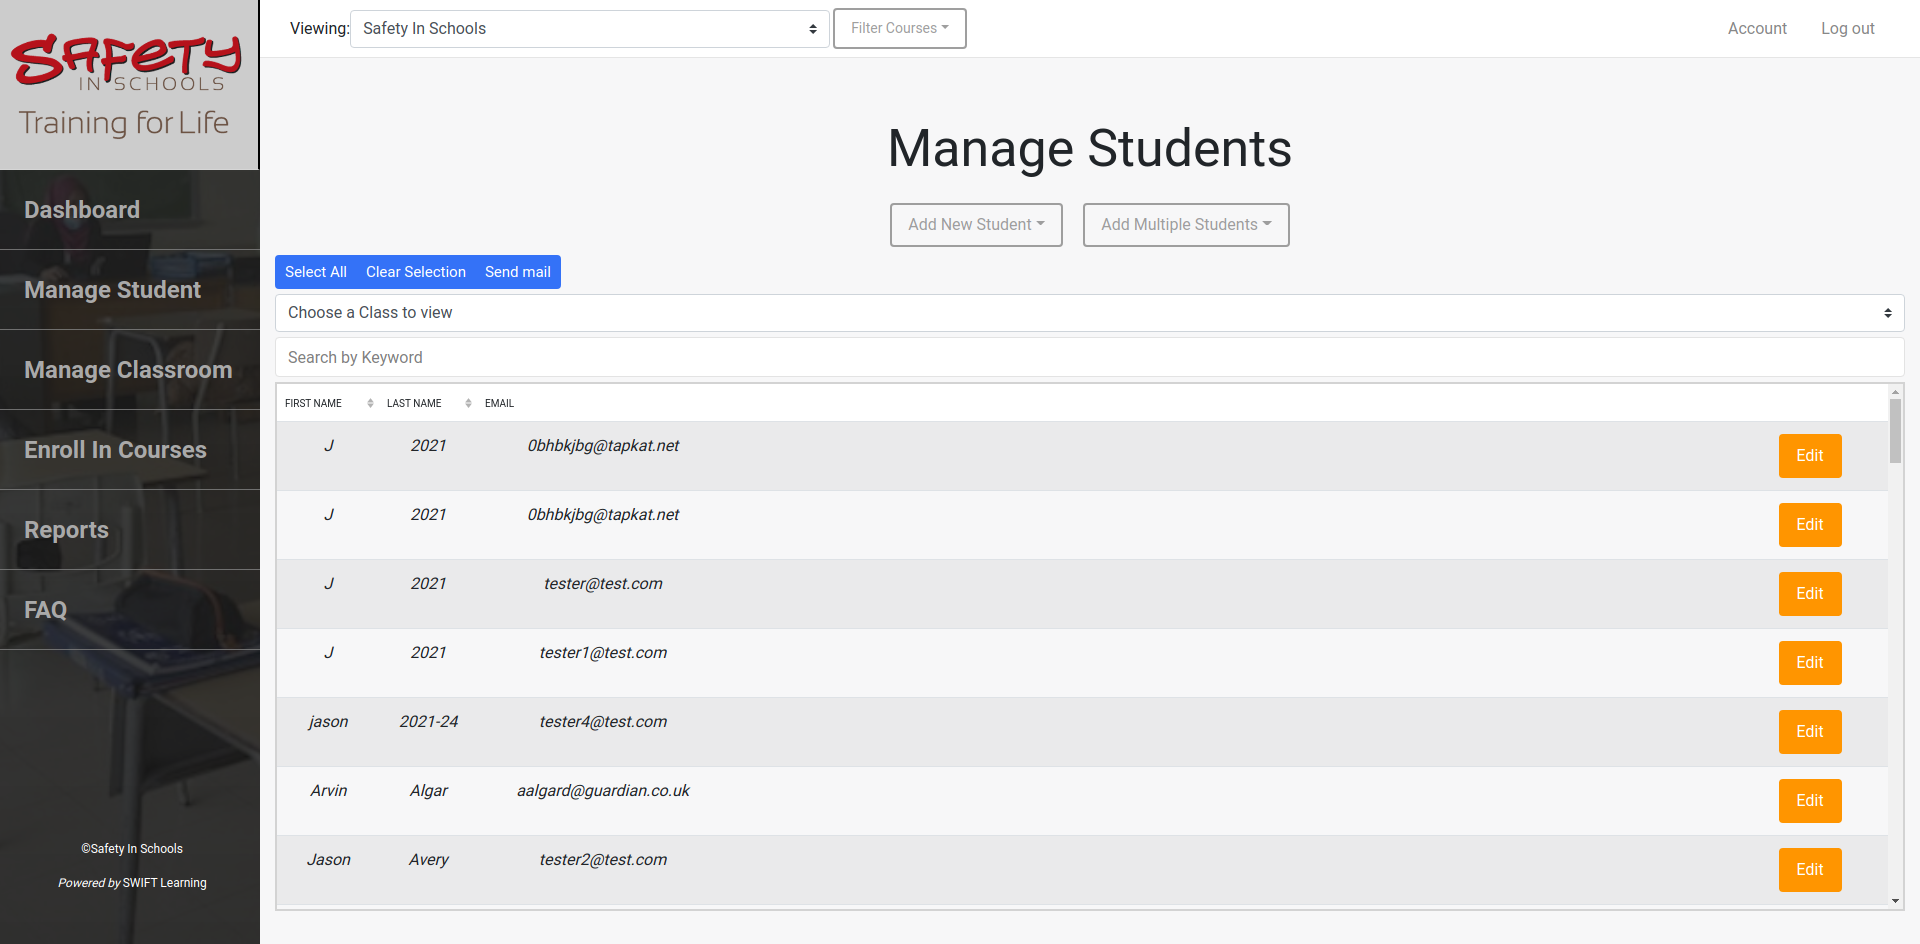 SAFETY
IN SCHOOLS
Training for Life
Dashboard
Manage Student
Manage Classroom
Enroll In Courses
Reports
FAQ
©Safety In Schools
Powered by SWIFT Learning
Viewing: Safety In Schools Filter Courses Account Log out
Manage Students
Add New Student Add Multiple Students
Select All Clear Selection Send mail
Choose a Class to view
Search by Keyword
FIRST NAME LAST NAME EMAIL
J 2021 0bhbkjbg@tapkat.net Edit
J 2021 0bhbkjbg@tapkat.net Edit
J 2021 tester@test.com Edit
J 2021 tester1@test.com Edit
jason 2021-24 tester4@test.com Edit
Arvin Algar aalgard@guardian.co.uk Edit
Jason Avery tester2@test.com Edit